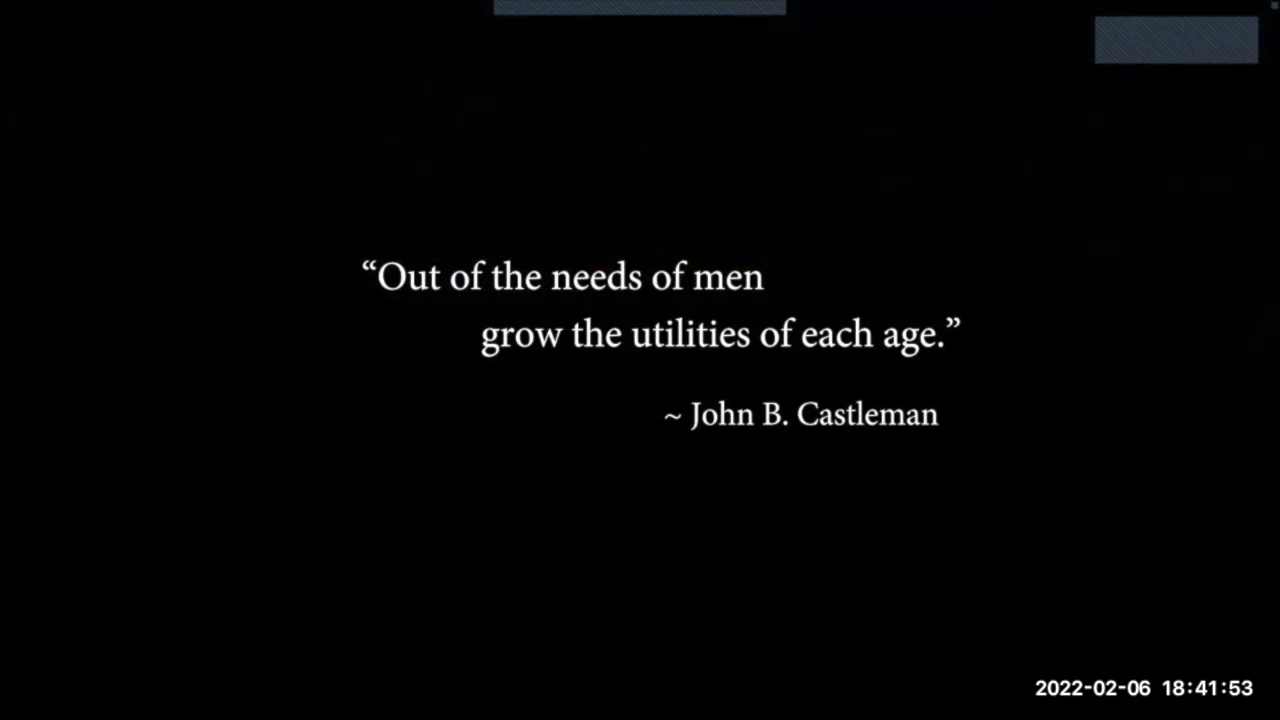 “Out of the needs of men
grow the utilities of each age.”
~ John B. Castleman
2022-02-06 18:41:53